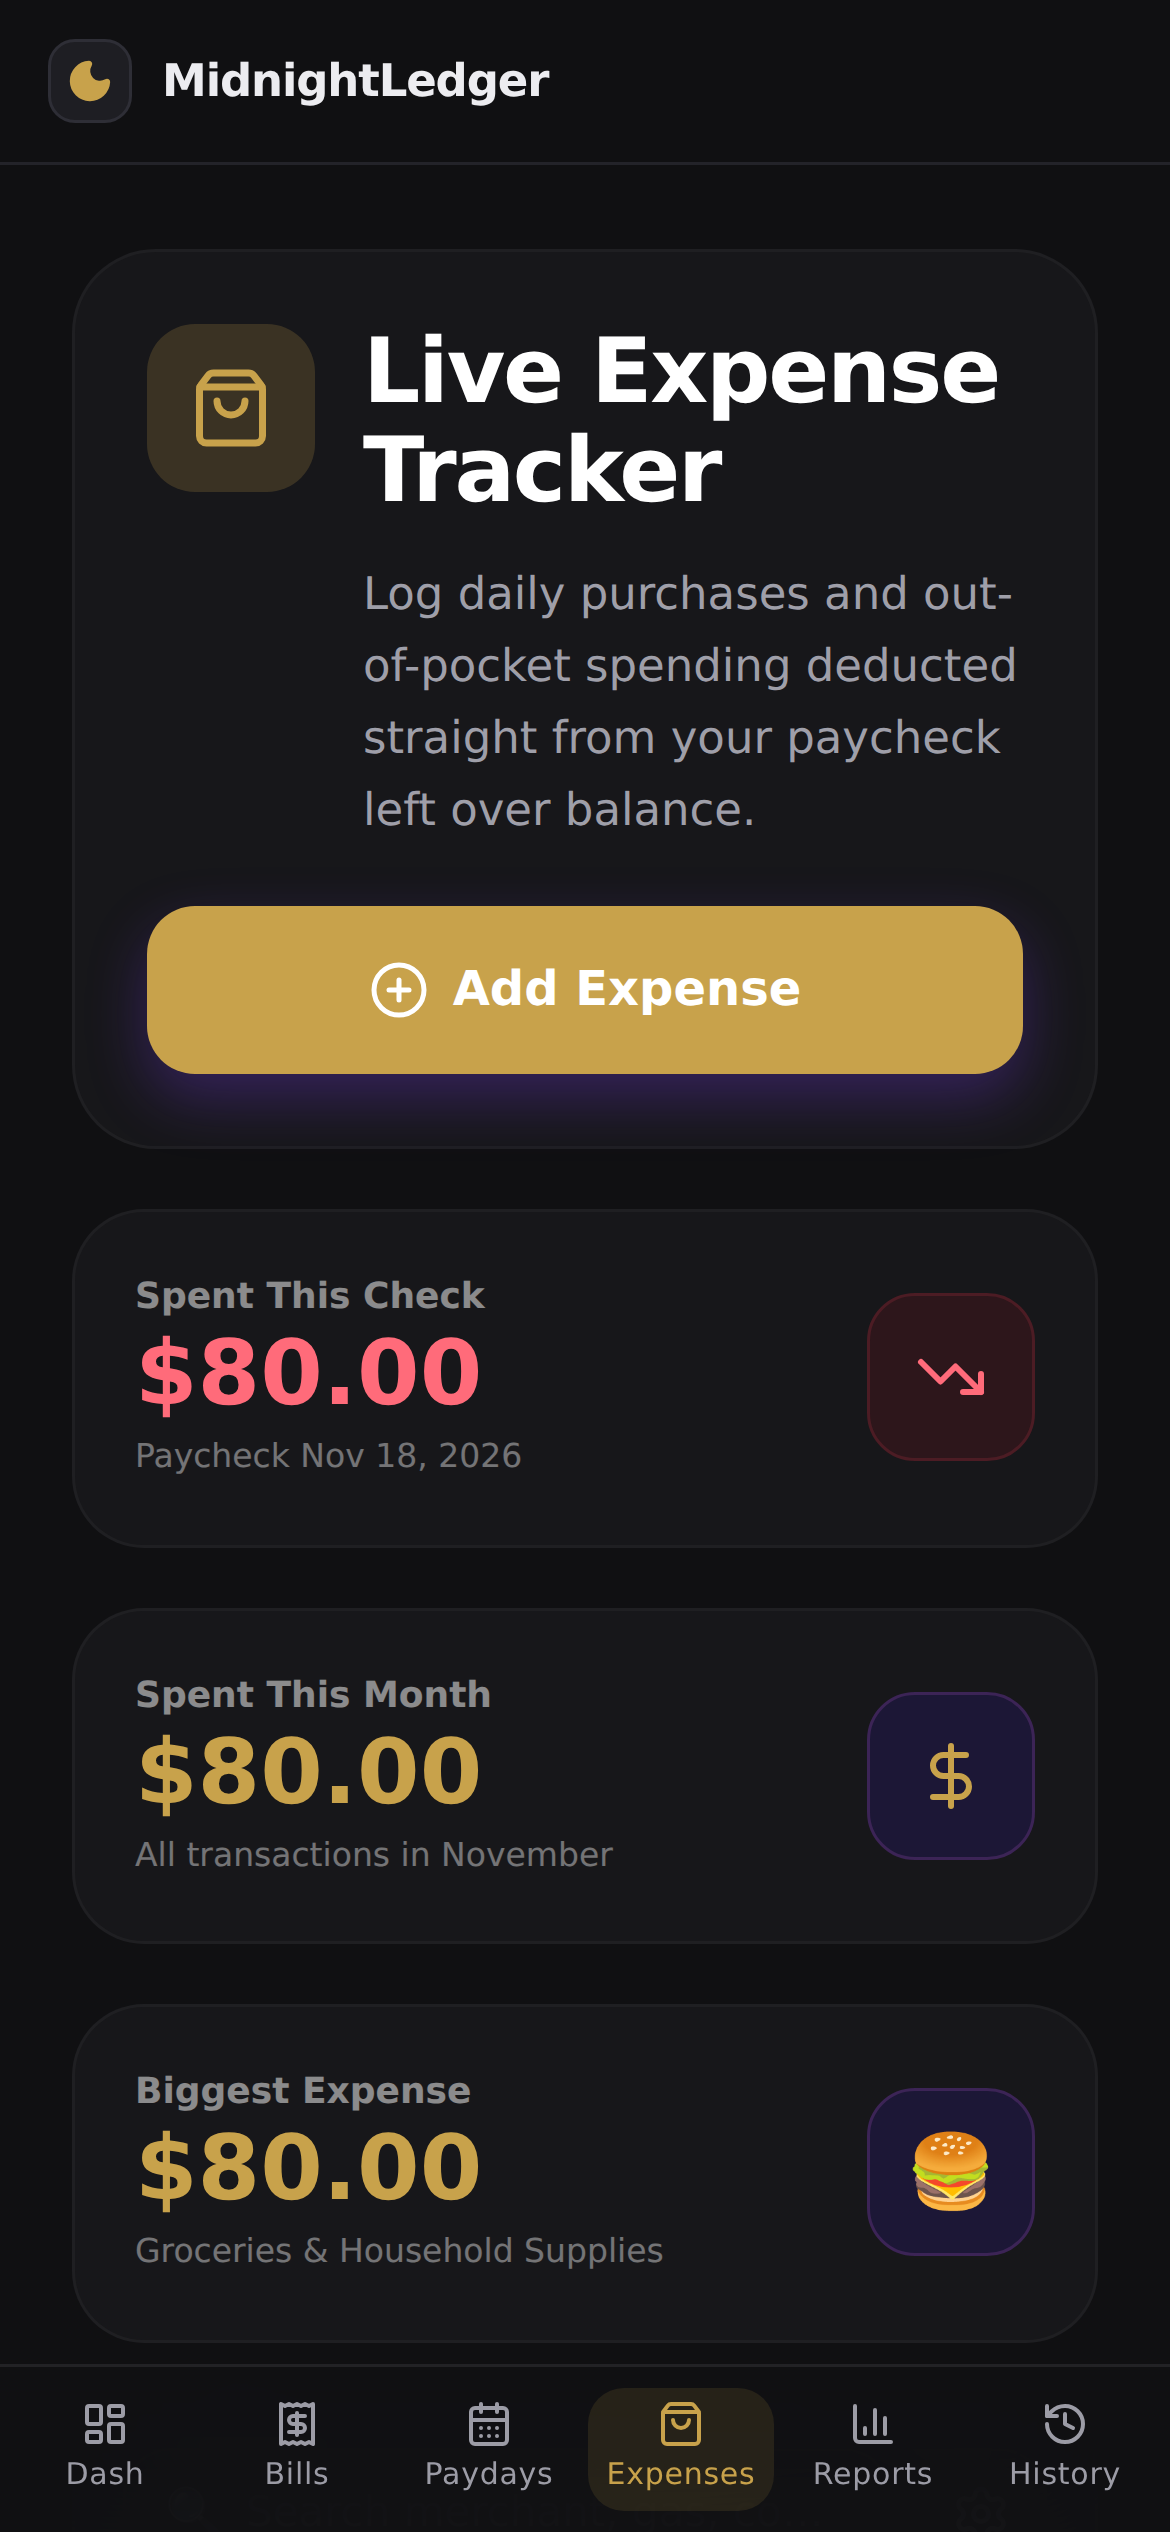 MidnightLedger
Live Expense
Tracker
Log daily purchases and out-
of-pocket spending deducted
straight from your paycheck
left over balance.
Add Expense
Spent This Check
$80.00
Paycheck Nov 18, 2026
Spent This Month
$80.00
All transactions in November
Biggest Expense
$80.00
Groceries & Household Supplies
Dash
Bills
Paydays
Expenses
Reports
History